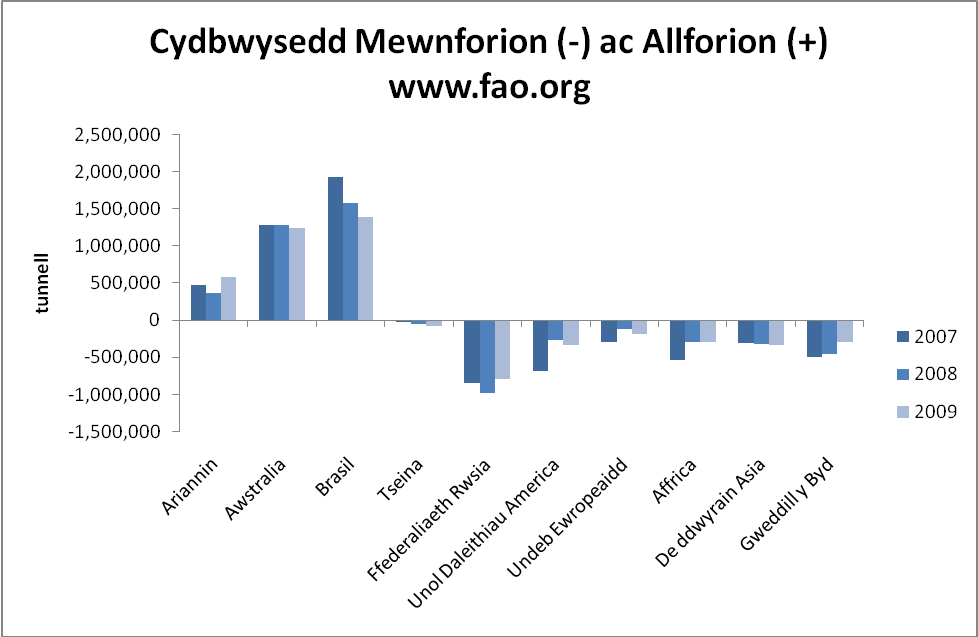 Cydbwysedd Mewnforion (-) ac Allforion (+)
www.fao.org
tunnell
2,500,000
2,000,000
1,500,000
1,000,000
500,000
0
-500,000
-1,000,000
-1,500,000
Ariannin
Awstralia
Brasil
Tseina
Ffederaliaeth Rwsia
Unol Daleithiau America
Undeb Ewropeaidd
Affrica
De ddwyrain Asia
Gweddill y Byd
2007
2008
2009